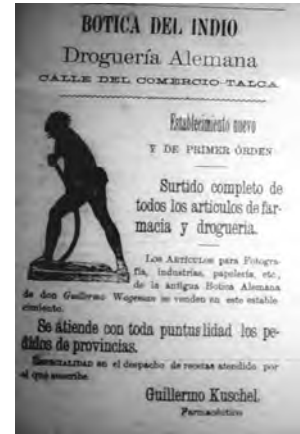 BOTICA DEL INDIO
Droguería Alemana
CALLE DEL COMERCIO-TALCA
Establecimiento nuevo
Y DE PRIMER ÓRDEN
Surtido completo de
todos los artículos de far-
macia y droguería.
LOS ARTÍCULOS para Fotogra-
fía, industrias, papelería, etc.,
de la antigua Botica Alemana
de don Guillermo Wagemann se venden en este estable
cimiento.
Se átiende con toda puntuslidad los pe-
didos de provincias.
ESPECIALIDAD en el despacho de recetas atendido por
el que suscribe
Guillermo Kuschel.
Farmacéutico